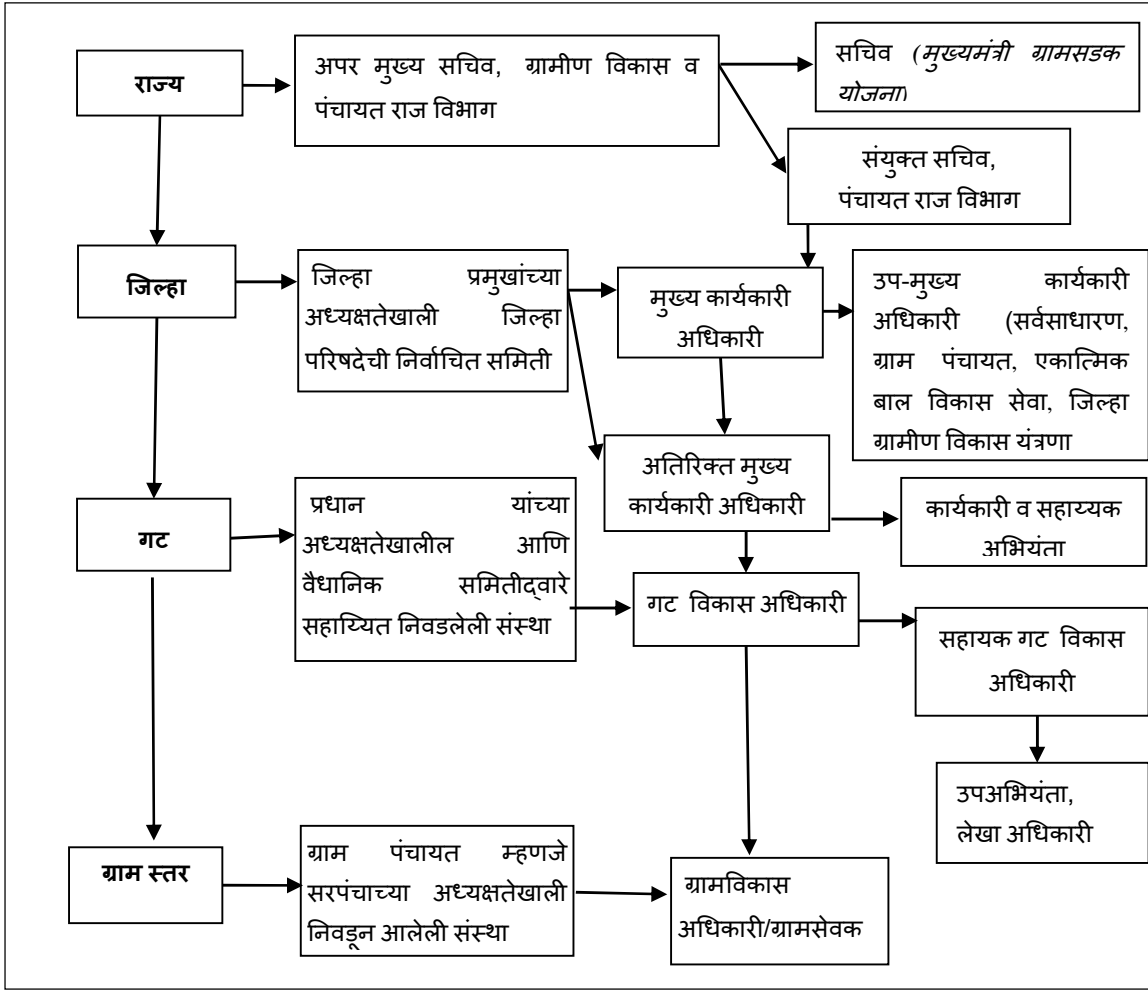 राज्य
अपर मुख्य सचिव, ग्रामीण विकास व
पंचायत राज विभाग
सचिव (मुख्यमंत्री ग्रामसडक
योजना)
संयुक्त सचिव,
पंचायत राज विभाग
जिल्हा
जिल्हा प्रमुखांच्या
अध्यक्षतेखाली जिल्हा
परिषदेची निर्वाचित समिती
मुख्य कार्यकारी
अधिकारी
उप-मुख्य कार्यकारी
अधिकारी (सर्वसाधारण,
ग्राम पंचायत, एकात्मिक
बाल विकास सेवा, जिल्हा
ग्रामीण विकास यंत्रणा
अतिरिक्त मुख्य
कार्यकारी अधिकारी
कार्यकारी व सहाय्यक
अभियंता
गट
प्रधान यांच्या
अध्यक्षतेखालील आणि
वैधानिक समितीद्वारे
सहाय्यित निवडलेली संस्था
गट विकास अधिकारी
सहायक गट विकास
अधिकारी
उपअभियंता,
लेखा अधिकारी
ग्राम स्तर
ग्राम पंचायत म्हणजे
सरपंचाच्या अध्यक्षतेखाली
निवडून आलेली संस्था
ग्रामविकास
अधिकारी/ग्रामसेवक